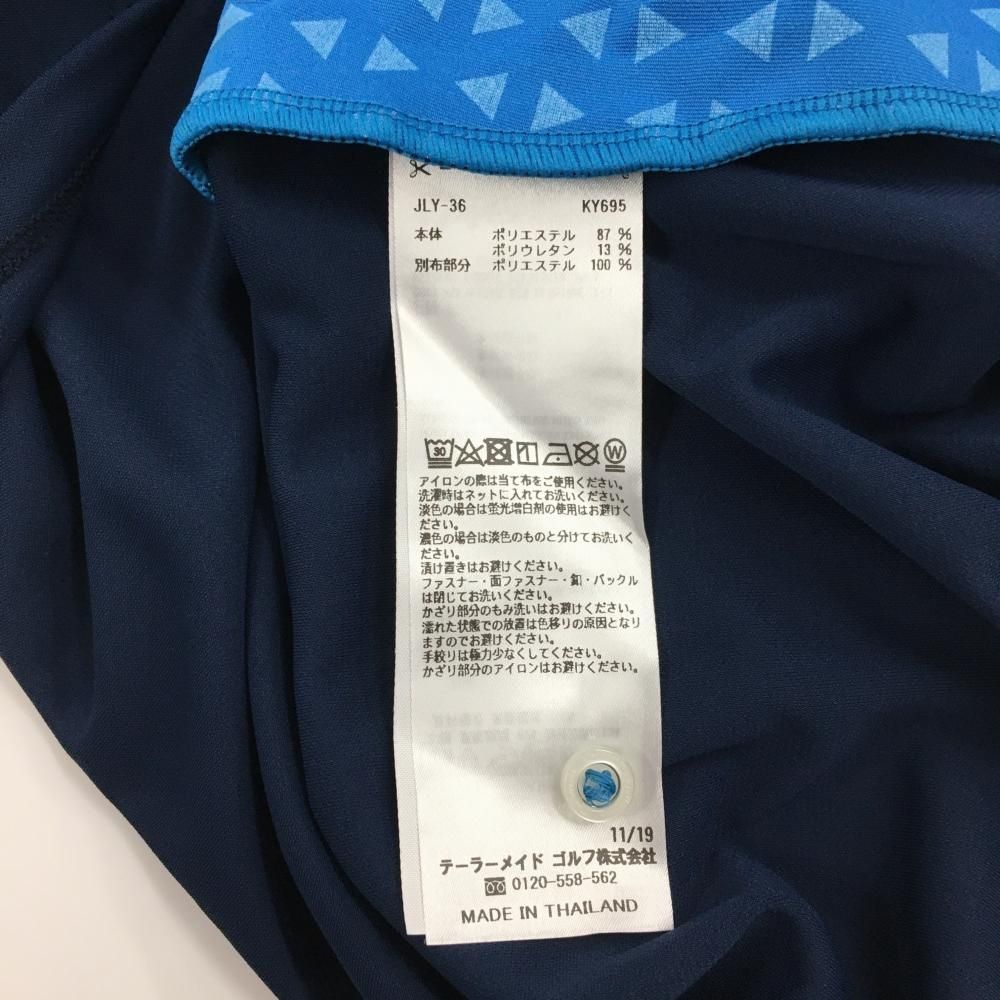 JLY-36 KY695
本体 ポリエステル 87 %
ポリウレタン 13 %
別布部分 ポリエステル 100 %
30 W
アイロンの際は当て布をご使用ください。
洗濯時はネットに入れてお洗いください。
淡色の場合は蛍光増白剤の使用はお避けく
ださい。
濃色の場合は淡色のものと分けてお洗いく
ださい。
漬け置きはお避けください。
ファスナー・面ファスナー・釦・バックル
は閉じてお洗いください。
かざり部分のもみ洗いはお避けください。
濡れた状態での放置は色移りの原因となり
ますのでお避けください。
手絞りは極力少なくしてください。
かざり部分のアイロンはお避けください。
11/19
テーラーメイド ゴルフ株式会社
0120-558-562
MADE IN THAILAND